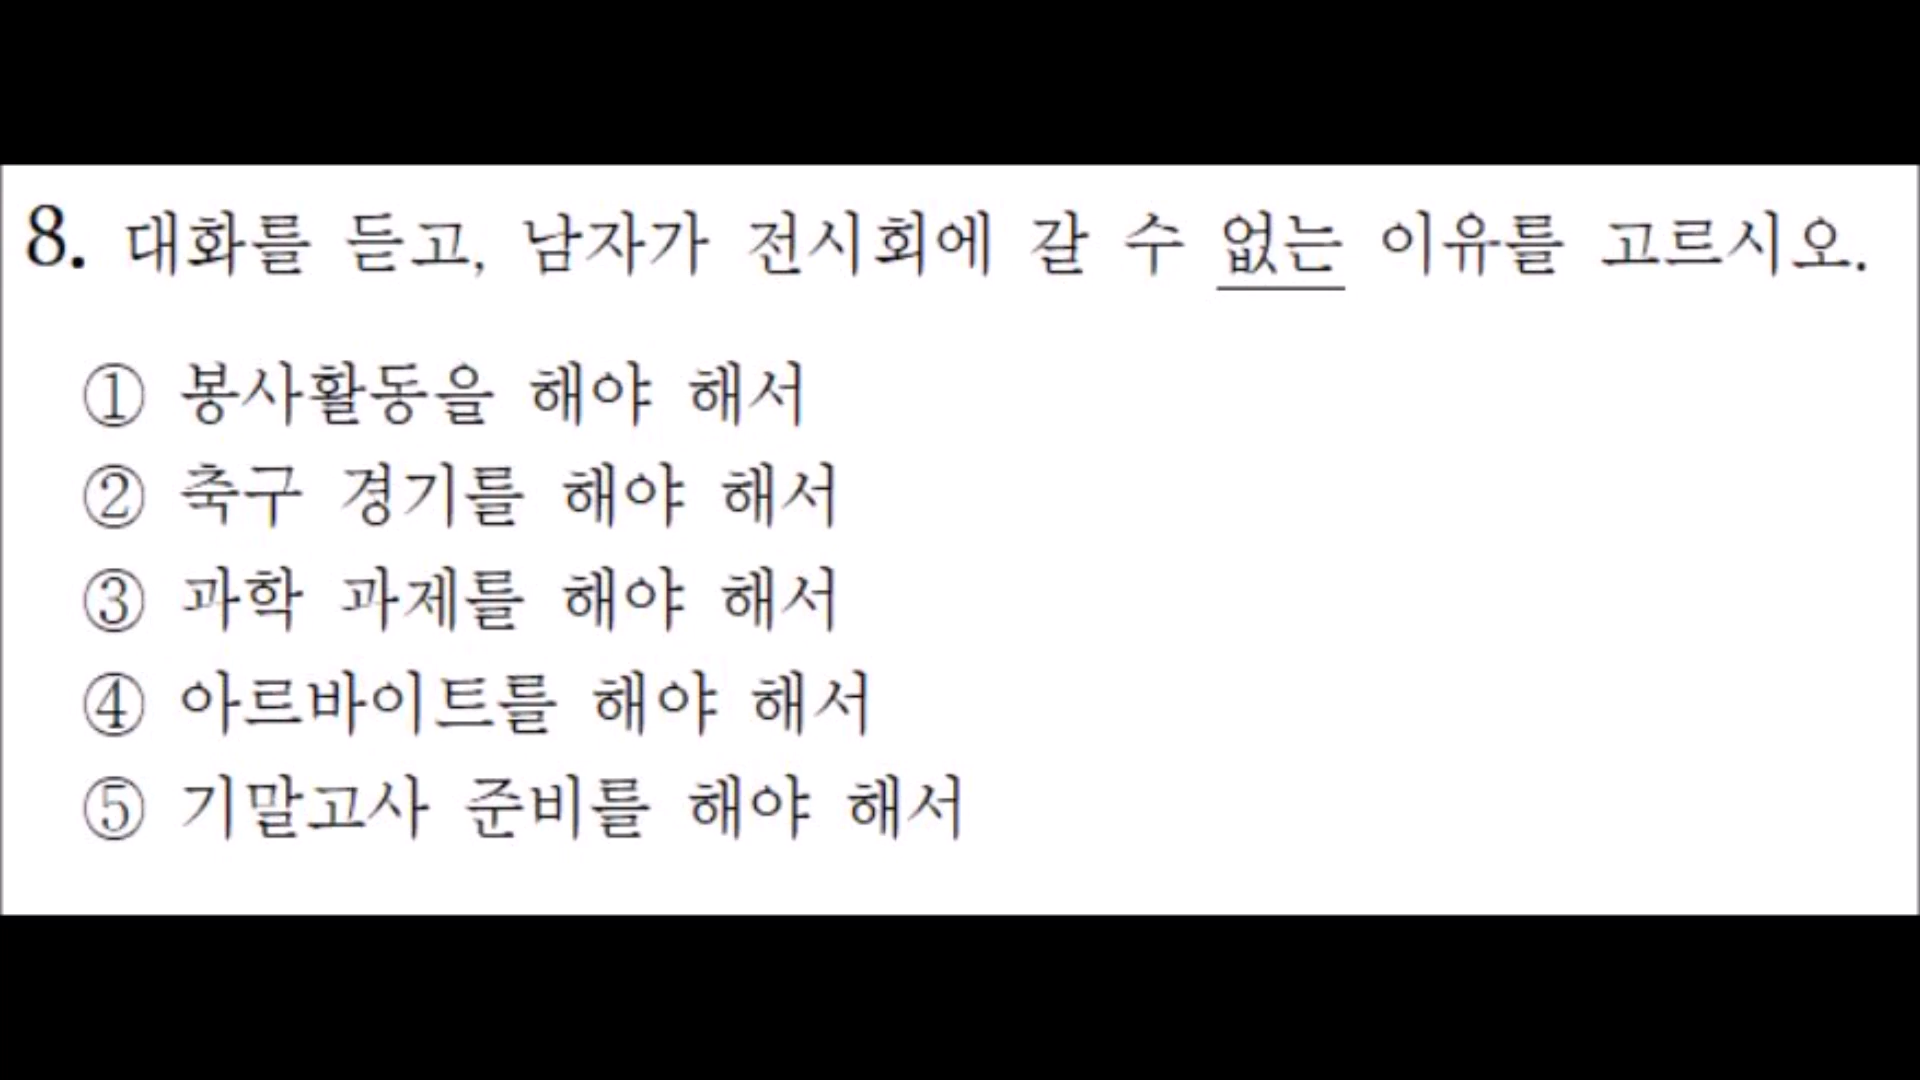 8. 대화를 듣고, 남자가 전시회에 갈 수 없는 이유를 고르시오.
① 봉사활동을 해야 해서
② 축구 경기를 해야 해서
③ 과학 과제를 해야 해서
④ 아르바이트를 해야 해서
⑤ 기말고사 준비를 해야 해서